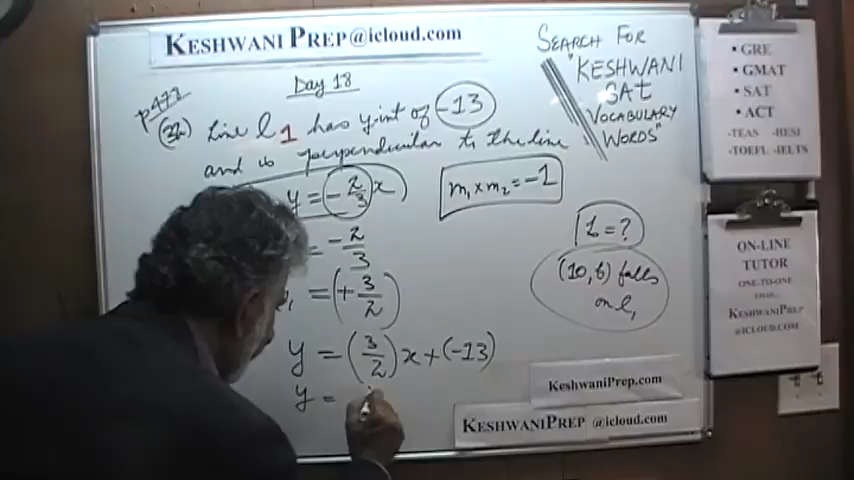 KESHWANI PREP@icloud.com
Day 18
p472
Line l 1 has y-int of -13
and is perpendicular to the line
y = -2/3 x
m₁ × m₂ = -1
= -2/3
= (+3/2)
y = (3/2)x + (-13)
y =
SEARCH FOR
"KESHWANI
SAT
VOCABULARY
WORDS"
= ?
(10, 6) falls
on l₁
KESHWANIPREP.com
KESHWANIPREP @icloud.com
• GRE
• GMAT
• SAT
• ACT
-TEAS -HESI
-TOEFL -IELTS
ON-LINE
TUTOR
ONE-TO-ONE
KESHWANIPREP
@ICLOUD.COM